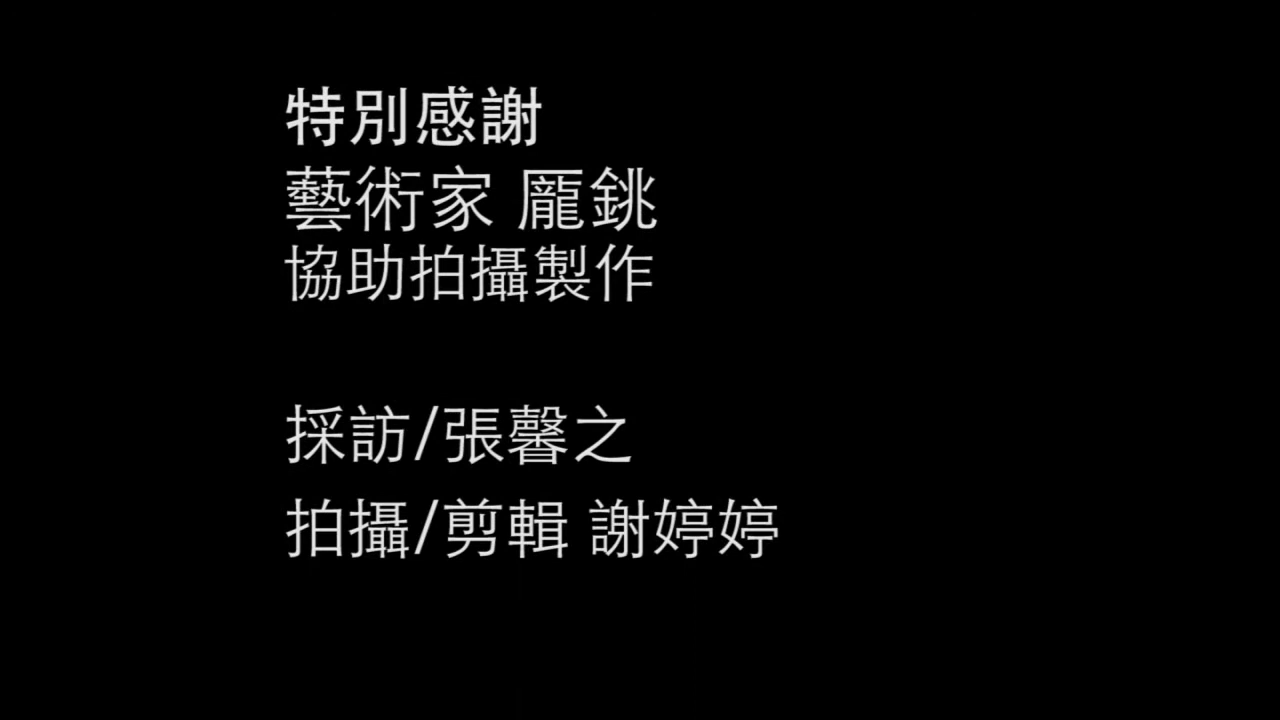 特別感謝
藝術家 龎銚
協助拍攝製作
採訪/張馨之
拍攝/剪輯 謝婷婷